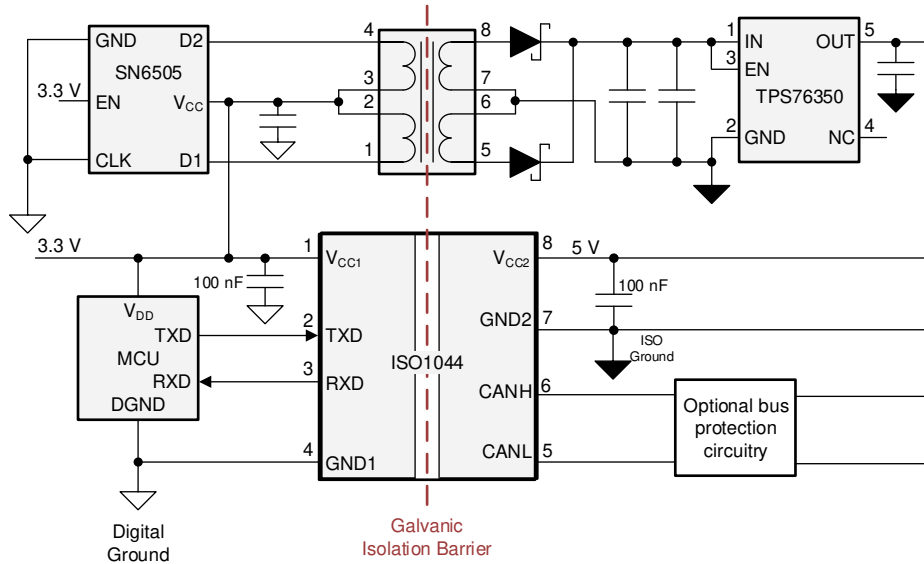 GND
D2
SN6505
3.3 V
EN
VCC
CLK
D1
4
3
2
1
8
7
6
5
1
IN
OUT
5
3
EN
TPS76350
2
GND
NC
4
3.3 V
1
VCC1
VCC2
8
5 V
100 nF
100 nF
VDD
TXD
2
TXD
GND2
7
MCU
ISO1044
ISO
Ground
RXD
3
RXD
CANH
6
DGND
Optional bus
protection
circuitry
4
GND1
CANL
5
Digital
Ground
Galvanic
Isolation Barrier